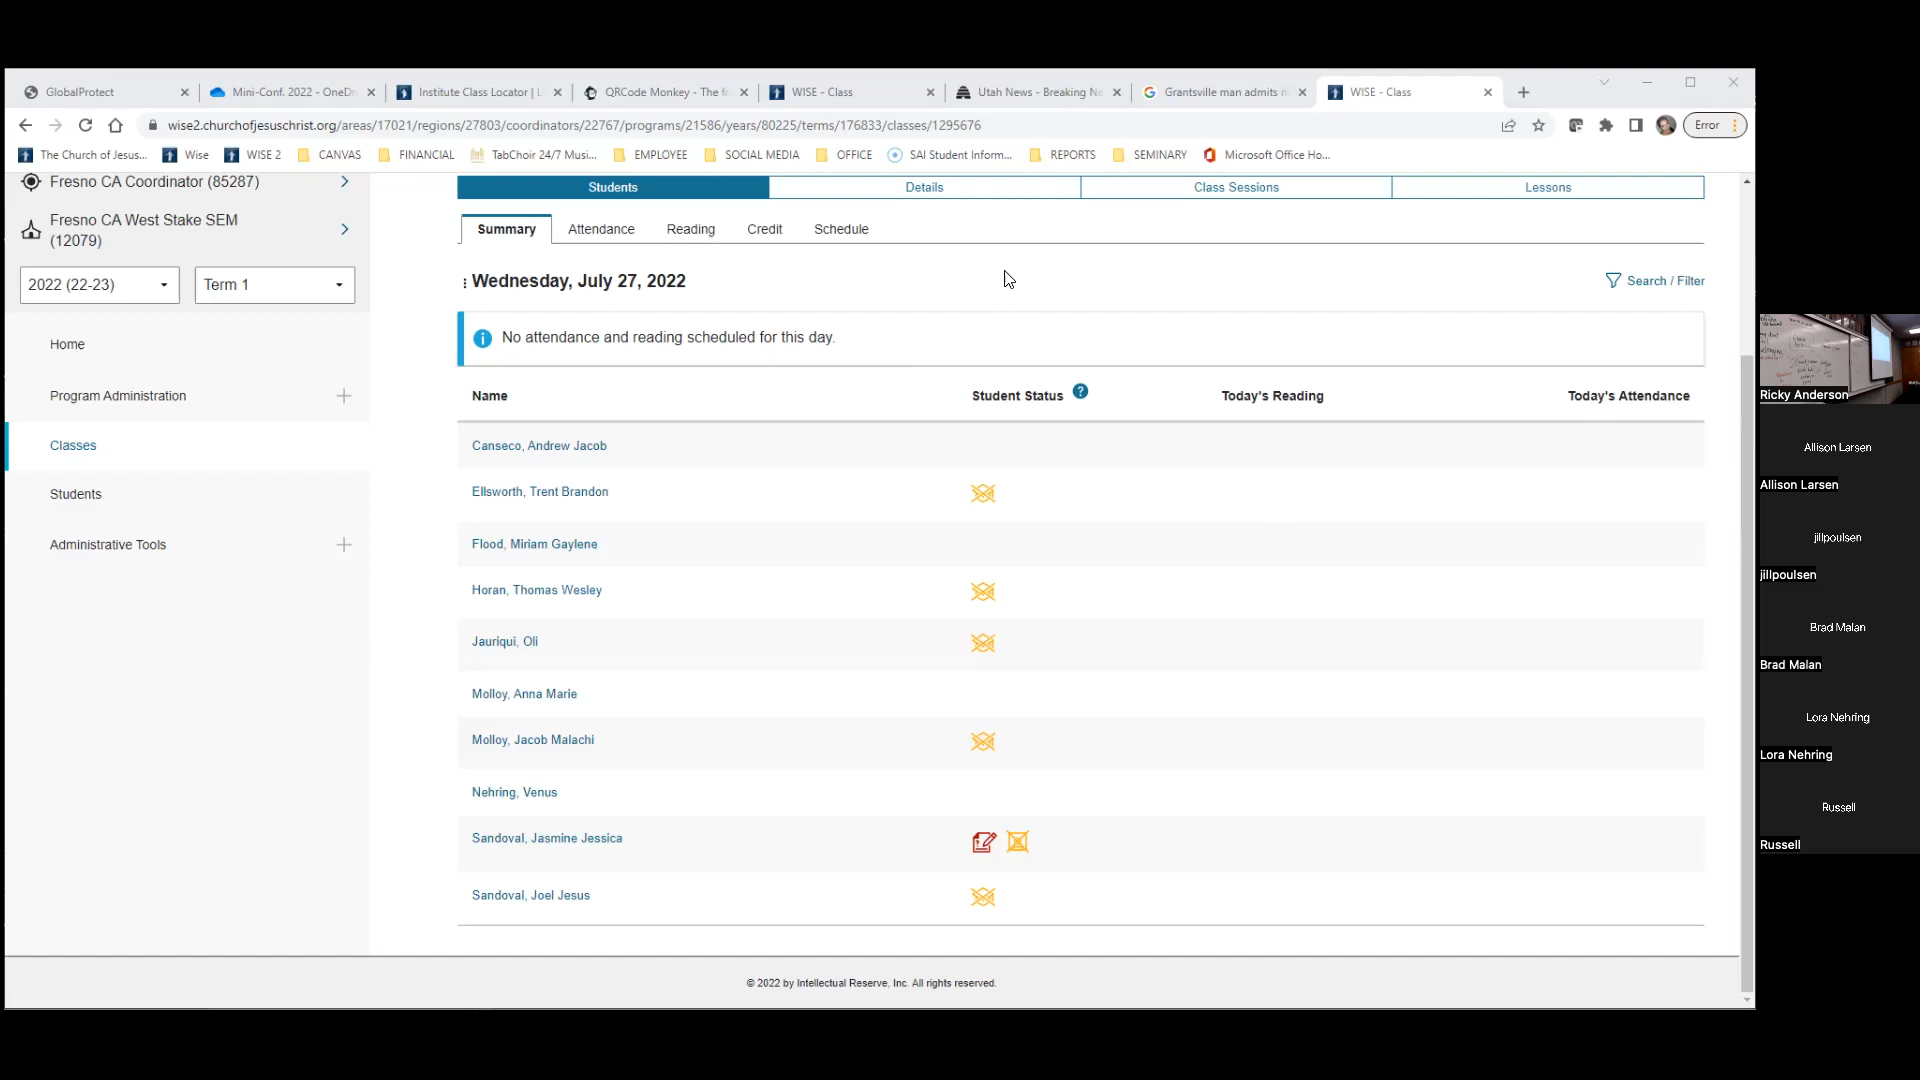 GlobalProtect
Mini-Conf. 2022 - OneDri
Institute Class Locator | L
QRCode Monkey - The fr
WISE - Class
Utah News - Breaking Ne
Grantsville man admits m
WISE - Class
wise2.churchofjesuschrist.org/areas/17021/regions/27803/coordinators/22767/programs/21586/years/80225/terms/176833/classes/1295676
Error
The Church of Jesus...
Wise
WISE 2
CANVAS
FINANCIAL
TabChoir 24/7 Musi...
EMPLOYEE
SOCIAL MEDIA
OFFICE
SAI Student Inform...
REPORTS
SEMINARY
Microsoft Office Ho...
Fresno CA Coordinator (85287)
Fresno CA West Stake SEM
(12079)
2022 (22-23)
Term 1
Home
Program Administration
Classes
Students
Administrative Tools
Students
Details
Class Sessions
Lessons
Summary
Attendance
Reading
Credit
Schedule
Wednesday, July 27, 2022
Search / Filter
No attendance and reading scheduled for this day.
Name
Student Status
Today's Reading
Today's Attendance
Canseco, Andrew Jacob
Ellsworth, Trent Brandon
Flood, Miriam Gaylene
Horan, Thomas Wesley
Jauriqui, Oli
Molloy, Anna Marie
Molloy, Jacob Malachi
Nehring, Venus
Sandoval, Jasmine Jessica
Sandoval, Joel Jesus
© 2022 by Intellectual Reserve, Inc. All rights reserved.
Ricky Anderson
Allison Larsen
Allison Larsen
jillpoulsen
jillpoulsen
Brad Malan
Brad Malan
Lora Nehring
Lora Nehring
Russell
Russell